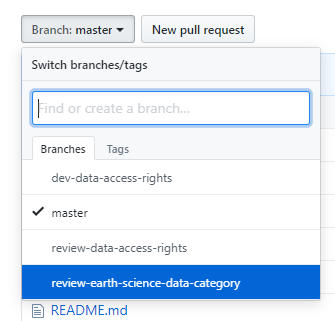 Branch: master New pull request
Switch branches/tags
Find or create a branch...
Branches Tags
dev-data-access-rights
master
review-data-access-rights
review-earth-science-data-category
README.md